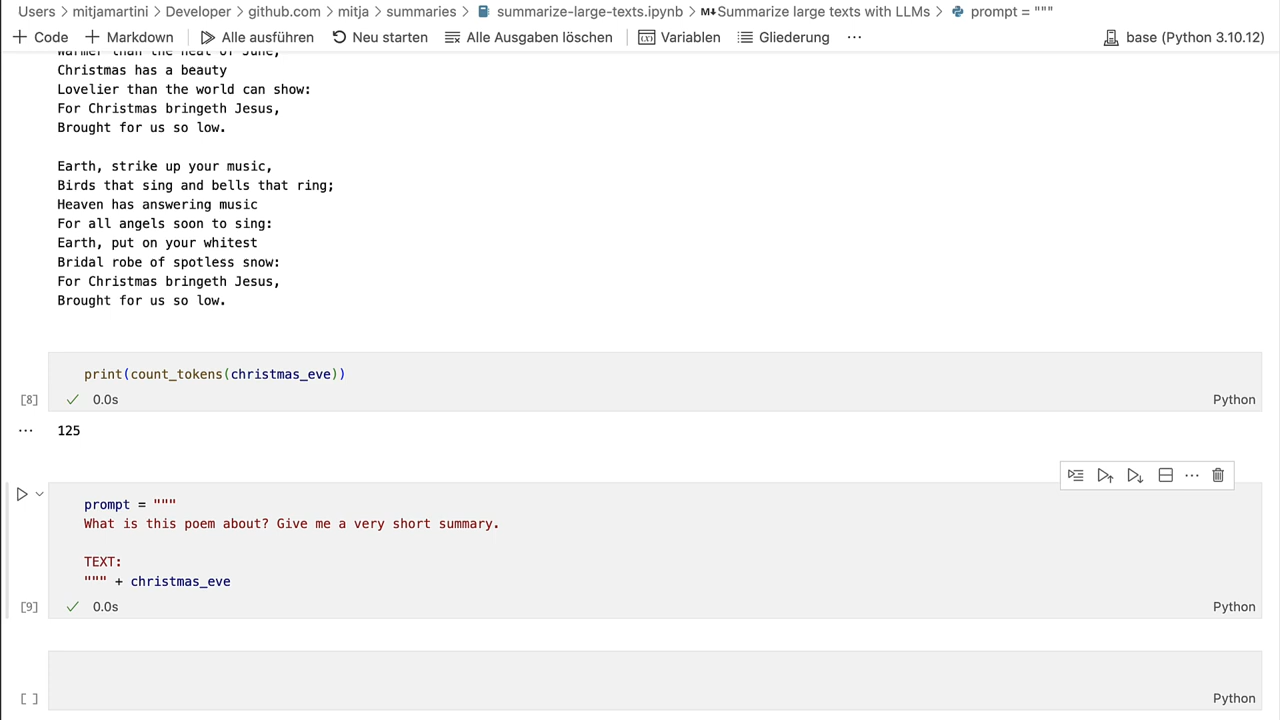 Users > mitjamartini > Developer > github.com > mitja > summaries > summarize-large-texts.ipynb > M↓Summarize large texts with LLMs > prompt = """
+ Code + Markdown Alle ausführen Neu starten Alle Ausgaben löschen Variablen Gliederung ... base (Python 3.10.12)
Warmer than the heat of June,
Christmas has a beauty
Lovelier than the world can show:
For Christmas bringeth Jesus,
Brought for us so low.
Earth, strike up your music,
Birds that sing and bells that ring;
Heaven has answering music
For all angels soon to sing:
Earth, put on your whitest
Bridal robe of spotless snow:
For Christmas bringeth Jesus,
Brought for us so low.
print(count_tokens(christmas_eve))
[8] 0.0s Python
... 125
prompt = """
What is this poem about? Give me a very short summary.
TEXT:
""" + christmas_eve
[9] 0.0s Python
[ ] Python